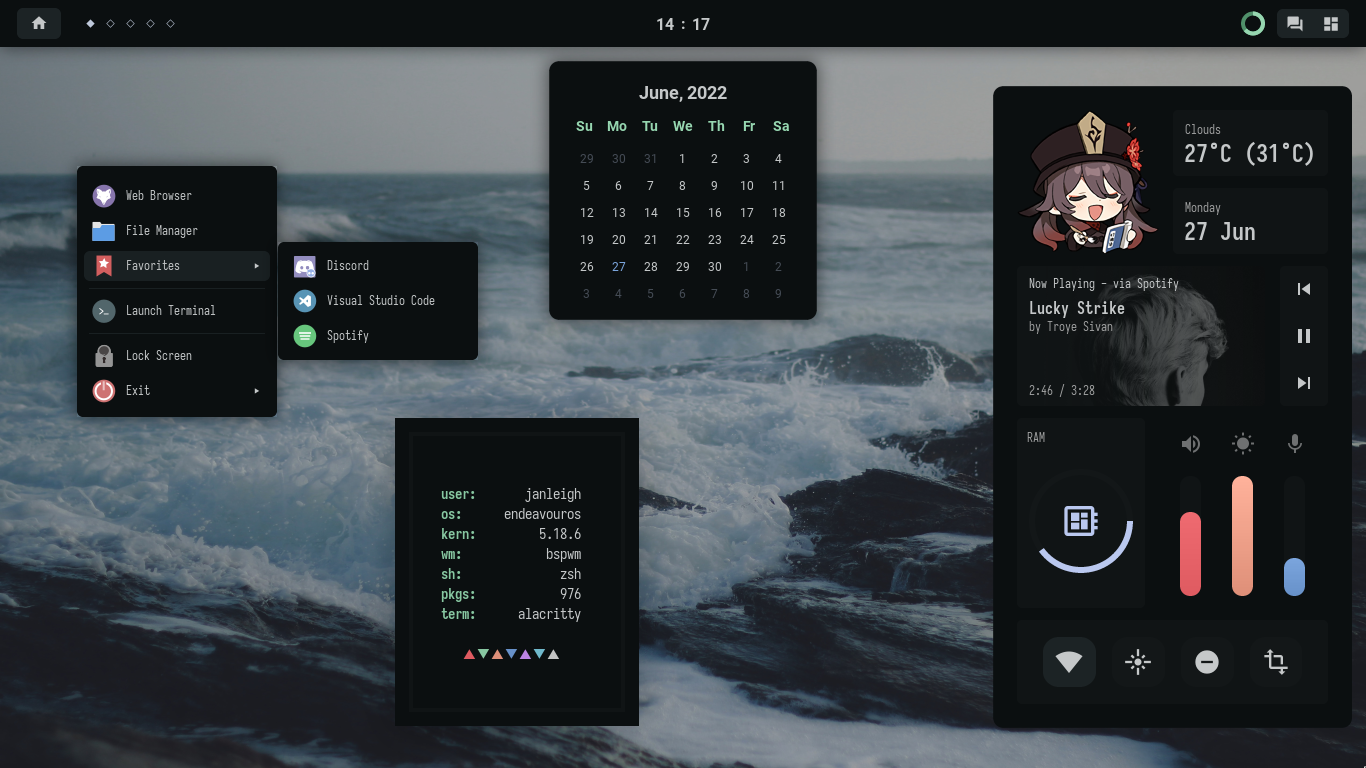 14 : 17
June, 2022
Su Mo Tu We Th Fr Sa
29 30 31 1 2 3 4
5 6 7 8 9 10 11
12 13 14 15 16 17 18
19 20 21 22 23 24 25
26 27 28 29 30 1 2
3 4 5 6 7 8 9
Web Browser
File Manager
Favorites
Launch Terminal
Lock Screen
Exit
Discord
Visual Studio Code
Spotify
user: janleigh
os: endeavouros
kern: 5.18.6
wm: bspwm
sh: zsh
pkgs: 976
term: alacritty
Clouds
27°C (31°C)
Monday
27 Jun
Now Playing - via Spotify
Lucky Strike
by Troye Sivan
2:46 / 3:28
RAM